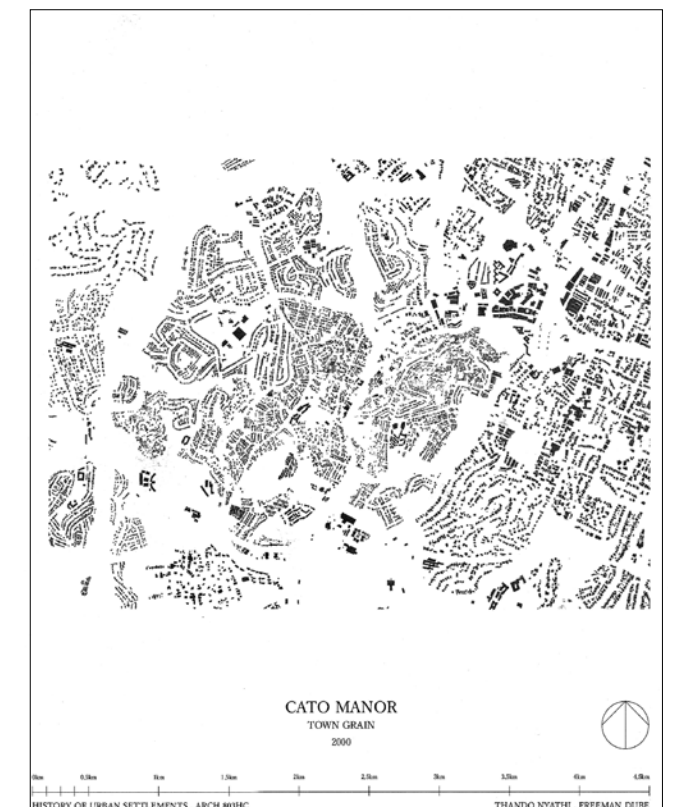 CATO MANOR
TOWN GRAIN
2000
0km 0,5km 1km 1,5km 2km 2,5km 3km 3,5km 4km 4,5km
HISTORY OF URBAN SETTLEMENTS ARCH 803HC
THANDO NYATHI FREEMAN DUBE